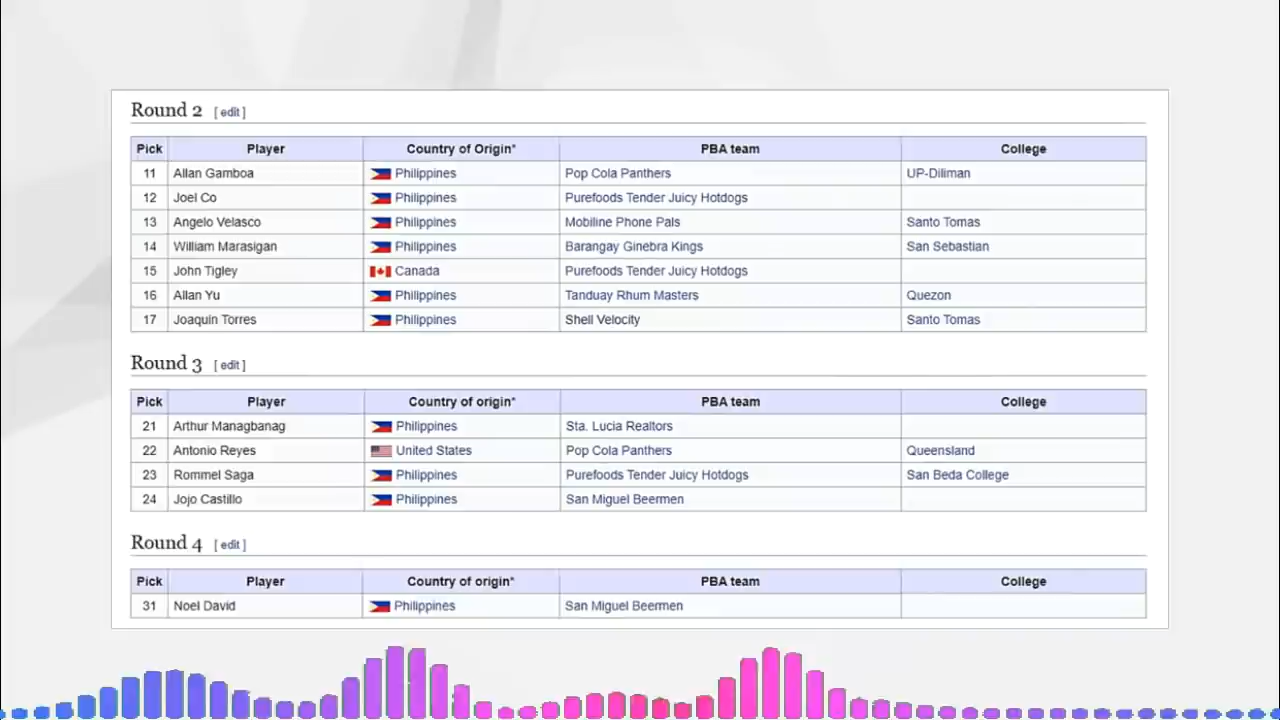 Round 2 [ edit ]
Pick Player Country of Origin* PBA team College
11 Allan Gamboa Philippines Pop Cola Panthers UP-Diliman
12 Joel Co Philippines Purefoods Tender Juicy Hotdogs
13 Angelo Velasco Philippines Mobiline Phone Pals Santo Tomas
14 William Marasigan Philippines Barangay Ginebra Kings San Sebastian
15 John Tigley Canada Purefoods Tender Juicy Hotdogs
16 Allan Yu Philippines Tanduay Rhum Masters Quezon
17 Joaquin Torres Philippines Shell Velocity Santo Tomas
Round 3 [ edit ]
Pick Player Country of origin* PBA team College
21 Arthur Managbanag Philippines Sta. Lucia Realtors
22 Antonio Reyes United States Pop Cola Panthers Queensland
23 Rommel Saga Philippines Purefoods Tender Juicy Hotdogs San Beda College
24 Jojo Castillo Philippines San Miguel Beermen
Round 4 [ edit ]
Pick Player Country of origin* PBA team College
31 Noel David Philippines San Miguel Beermen